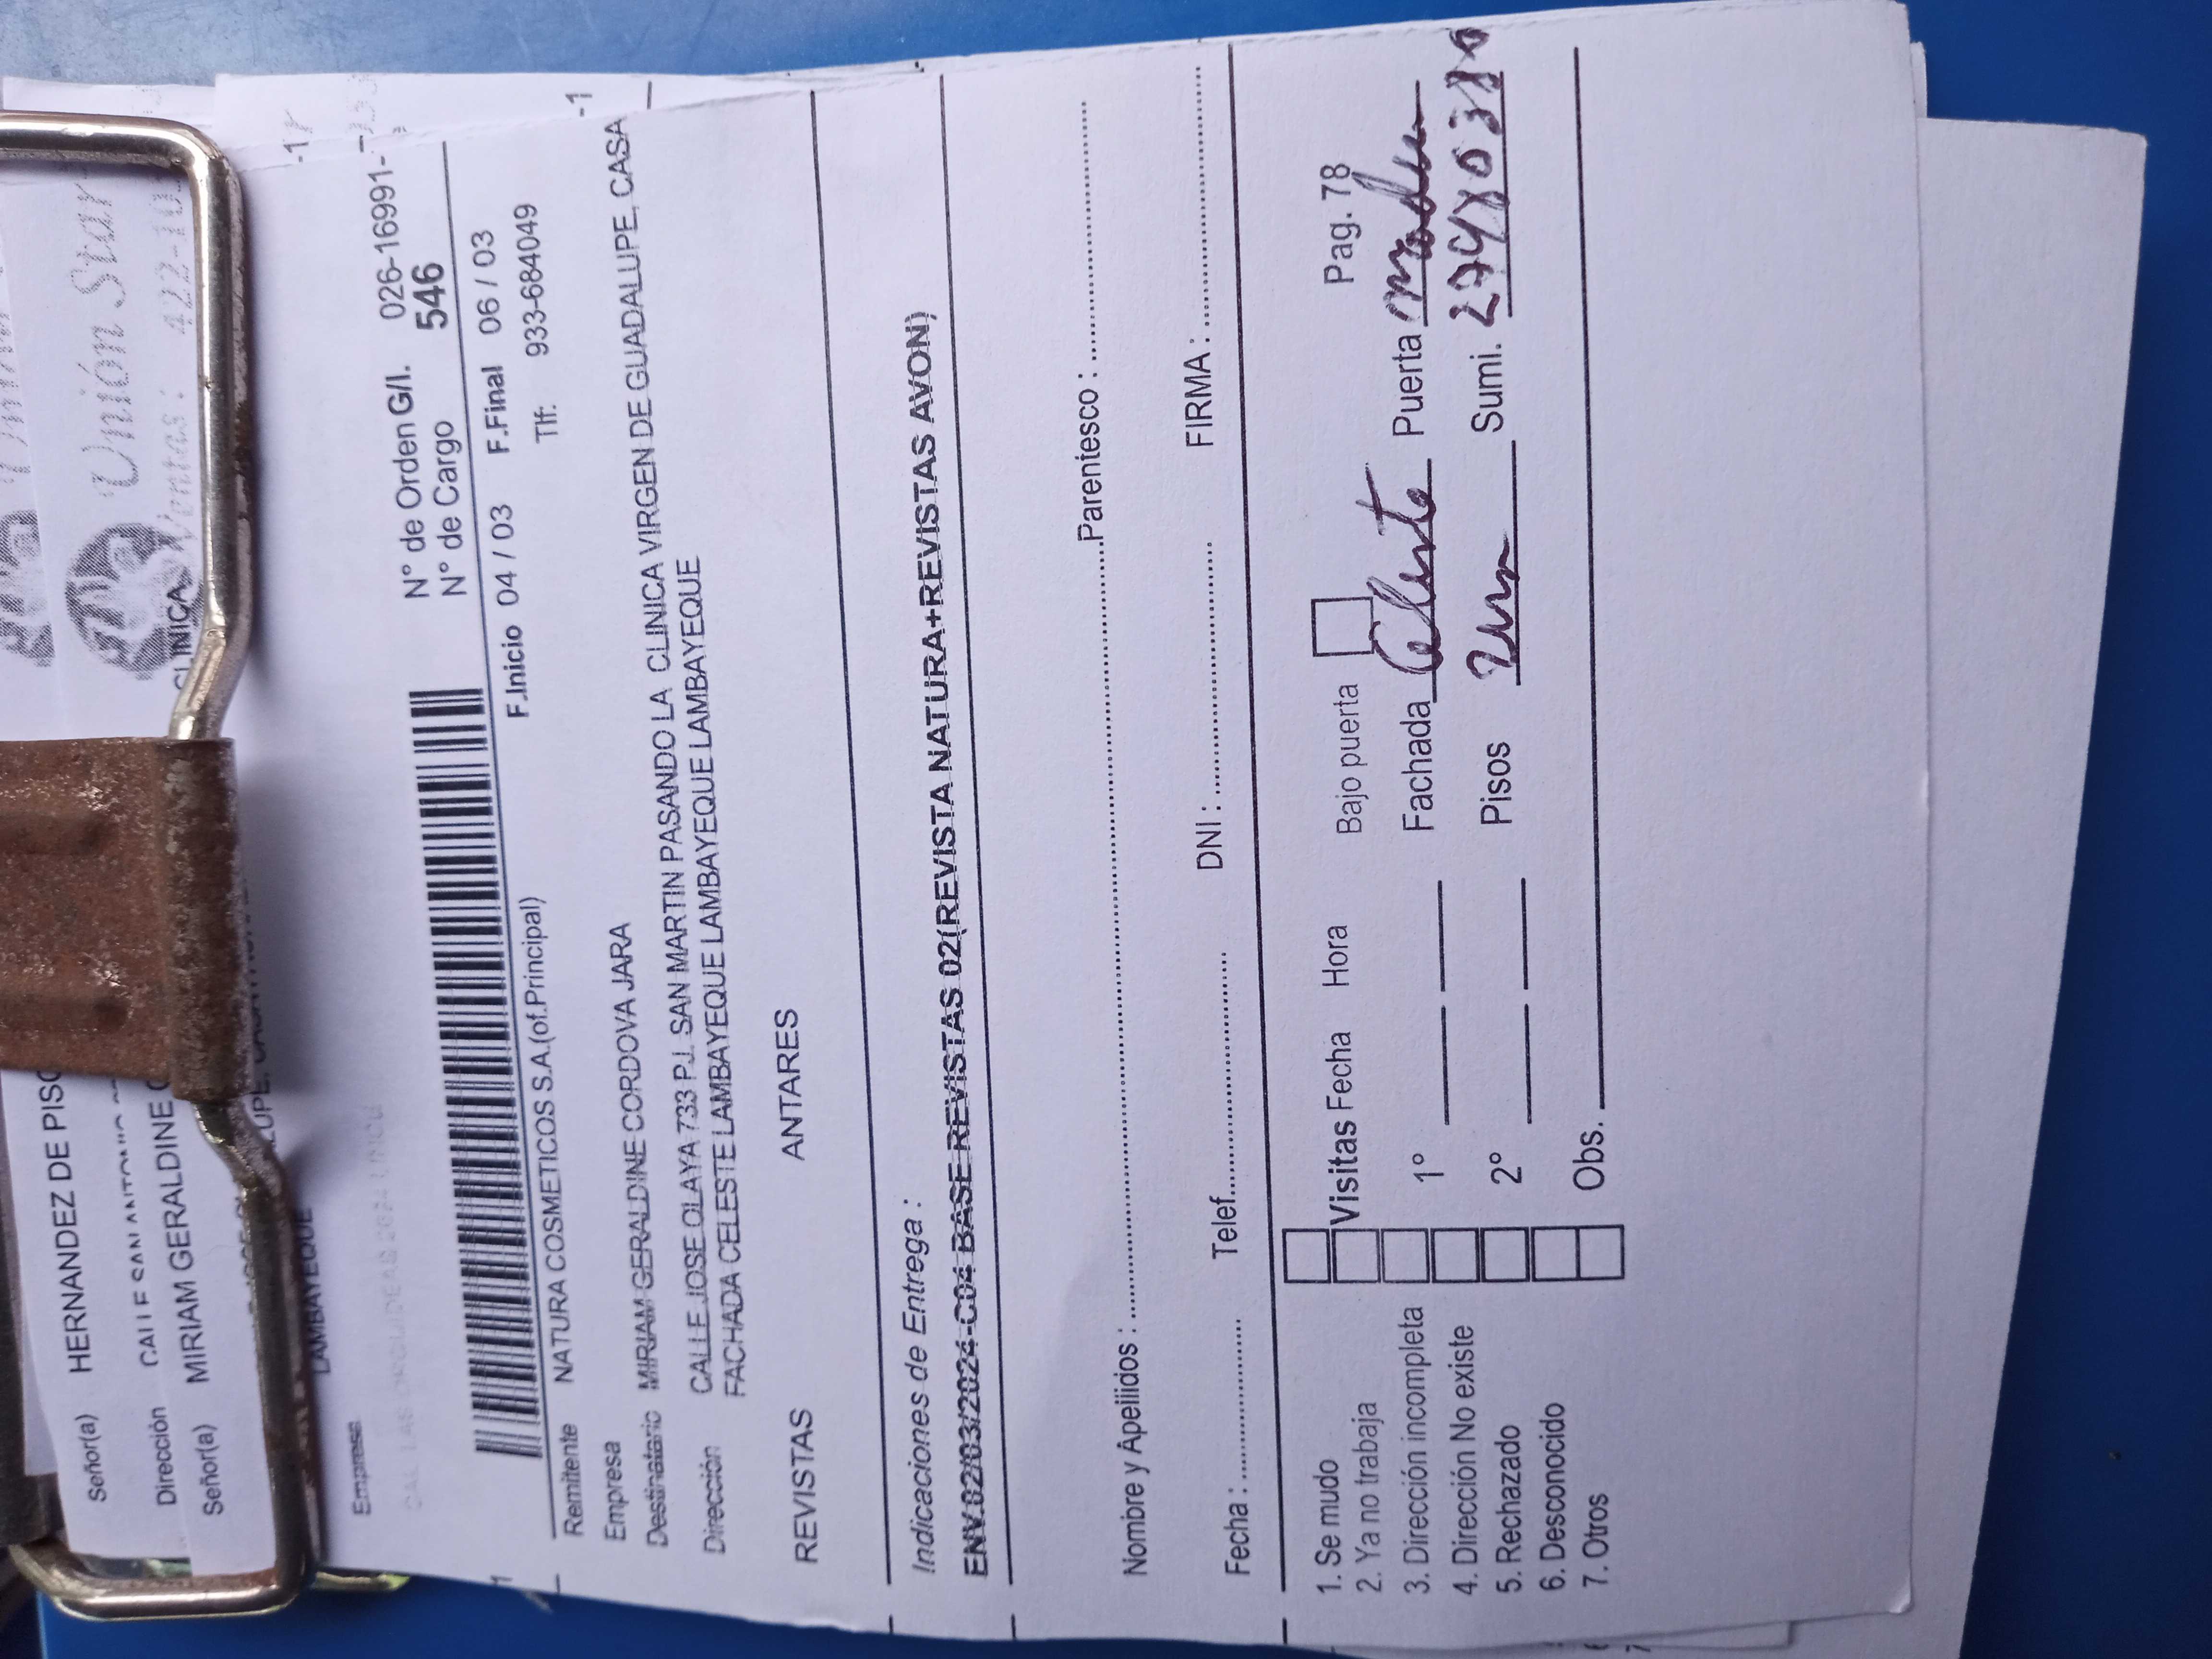 Unión Star
Ventas: 422-10
CLINICA
Señor(a) HERNANDEZ DE PISC
Dirección
Señor(a) MIRIAM GERALDINE C
LAMBAYEQUE
Empresa
N° de Orden G/I. 026-16991-
N° de Cargo 546
F.Inicio 04 / 03 F.Final 06 / 03
Remitente NATURA COSMETICOS S.A.(of.Principal) Tlf: 933-684049 -1
Empresa
Destinatario MIRIAM GERALDINE CORDOVA JARA
Dirección CALLE JOSE OLAYA 733 P.J. SAN MARTIN PASANDO LA CLINICA VIRGEN DE GUADALUPE, CASA
FACHADA CELESTE LAMBAYEQUE LAMBAYEQUE LAMBAYEQUE
REVISTAS ANTARES
Indicaciones de Entrega :
ENV.02/03/2024-C04 BASE REVISTAS 02(REVISTA NATURA+REVISTAS AVON)
Nombre y Apellidos : Parentesco :
Fecha : Telef. DNI : FIRMA :
1. Se mudo
2. Ya no trabaja Visitas Fecha Hora Bajo puerta Pag. 78
3. Dirección incompleta 1° Fachada Celeste Puerta
4. Dirección No existe
5. Rechazado 2° Pisos Sumi.
6. Desconocido
7. Otros Obs.